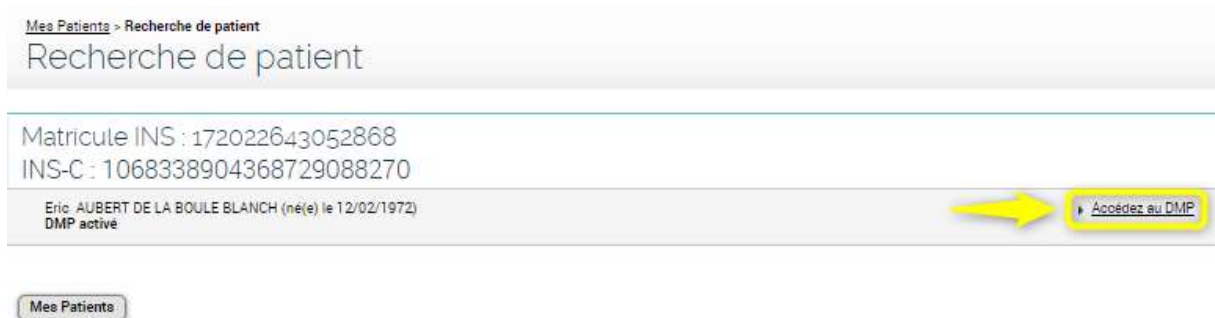 Mes Patients > Recherche de patient
Recherche de patient
Matricule INS : 172022643052868
INS-C : 1068338904368729088270
Eric AUBERT DE LA BOULE BLANCH (né(e) le 12/02/1972)
Accédez au DMP
DMP activé
Mes Patients